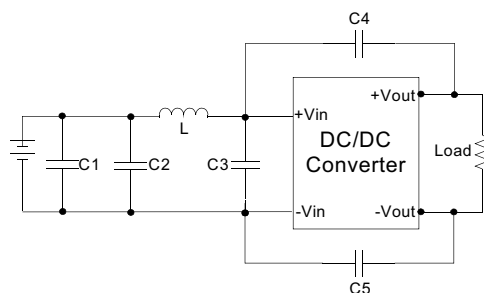 C4
+Vout
+Vin
L
DC/DC
Converter
C1
C2
C3
Load
-Vin
-Vout
C5